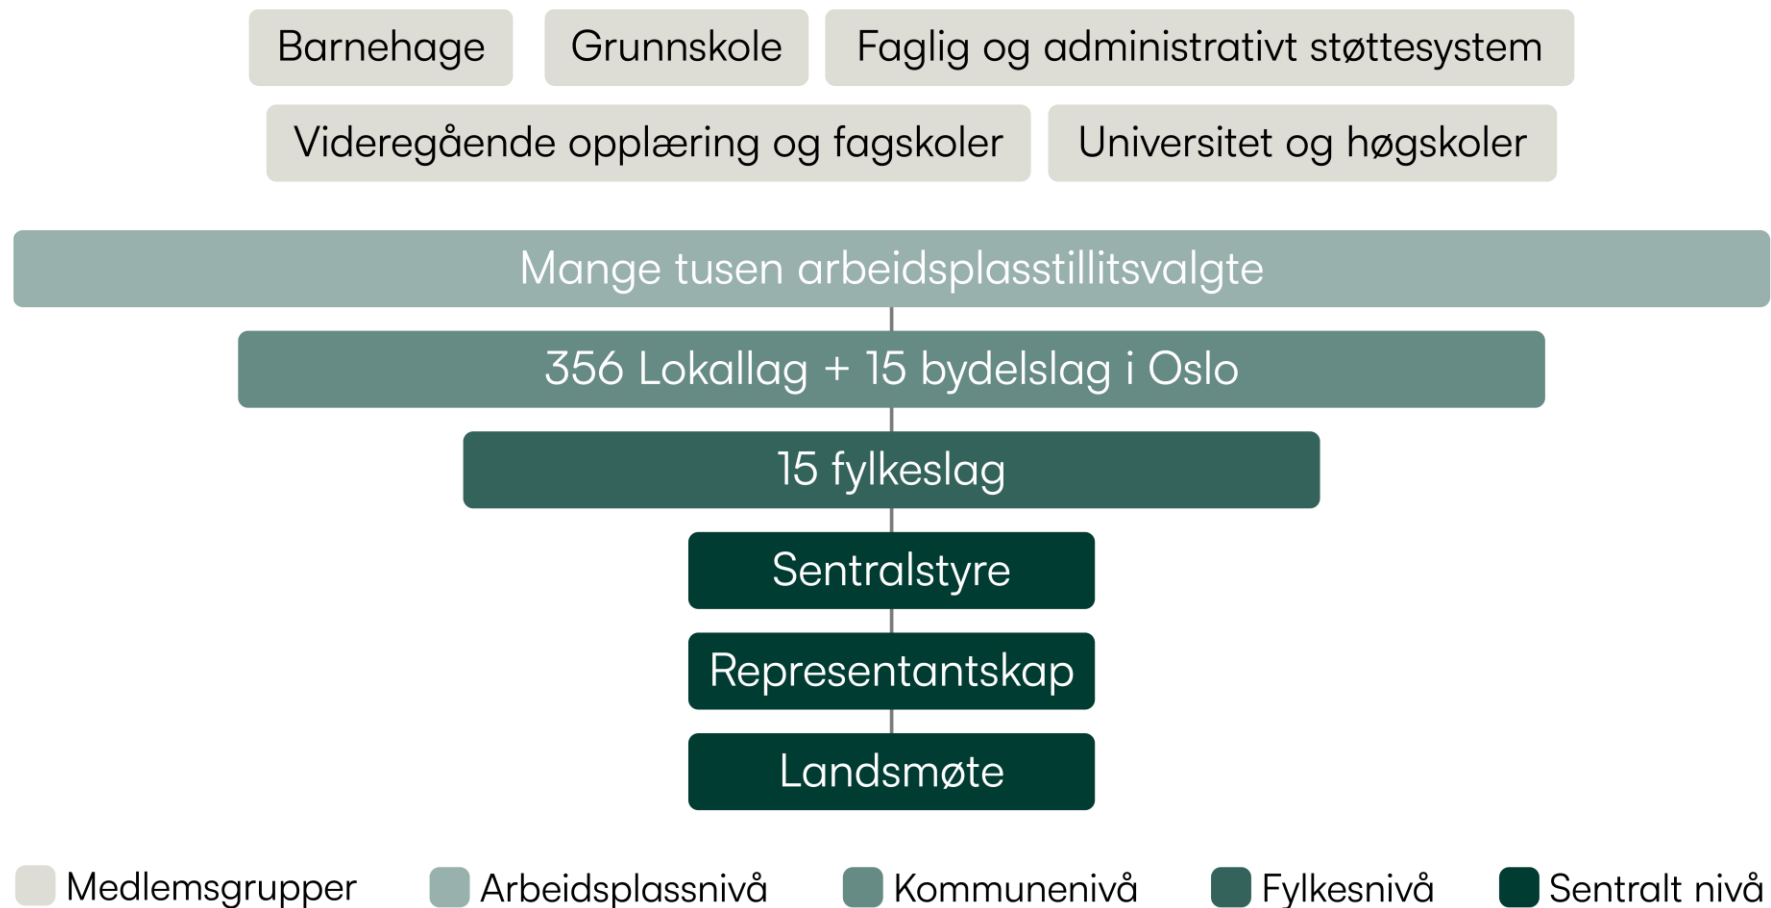 Barnehage Grunnskole Faglig og administrativt støttesystem
Videregående opplæring og fagskoler Universitet og høgskoler
Mange tusen arbeidsplasstillitsvalgte
356 Lokallag + 15 bydelslag i Oslo
15 fylkeslag
Sentralstyre
Representantskap
Landsmøte
Medlemsgrupper Arbeidsplassnivå Kommunenivå Fylkesnivå Sentralt nivå